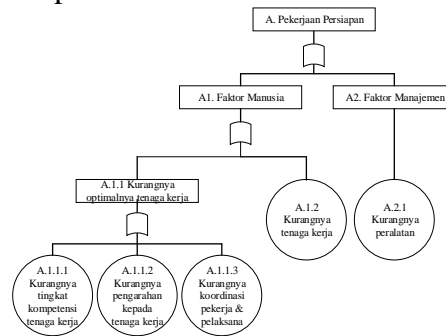 A. Pekerjaan Persiapan
A1. Faktor Manusia
A2. Faktor Manajemen
A.1.1 Kurangnya
optimalnya tenaga kerja
A.1.2
Kurangnya
tenaga kerja
A.2.1
Kurangnya
peralatan
A.1.1.1
Kurangnya
tingkat
kompetensi
tenaga kerja
A.1.1.2
Kurangnya
pengarahan
kepada
tenaga kerja
A.1.1.3
Kurangnya
koordinasi
pekerja &
pelaksana